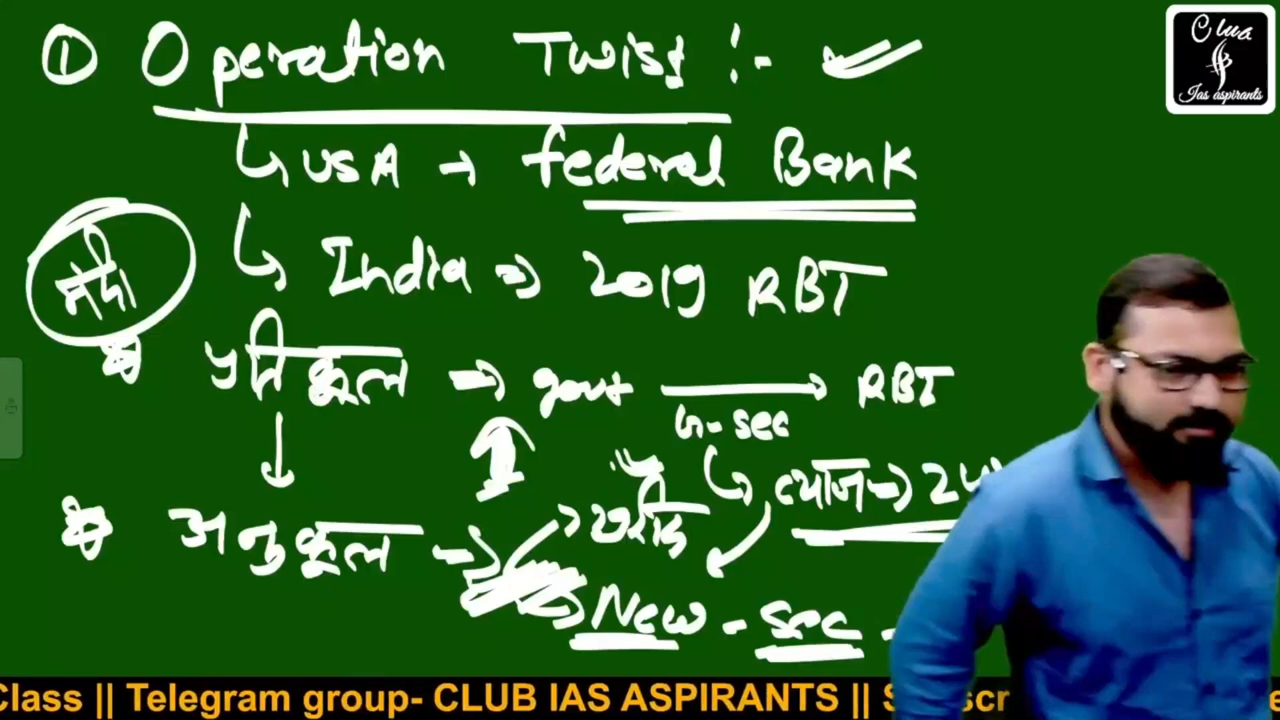 ① Operation Twist :- ✓
Club
Ias aspirants
↳ USA → federal Bank
↳ India ⇒ 2019 RBI
मंदी
प्रतिकूल → govt → RBI
G-sec
↳ ब्याज →
अनुकूल → → खरीद
→ New - sec -
Class || Telegram group- CLUB IAS ASPIRANTS ||